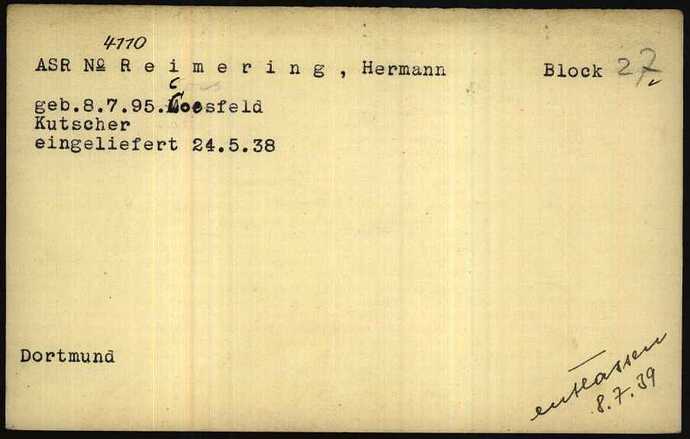 4110
ASR № Reimering, Hermann Block 27
geb.8.7.95.Coesfeld
Kutscher
eingeliefert 24.5.38
Dortmund
entlassen
8.7.39